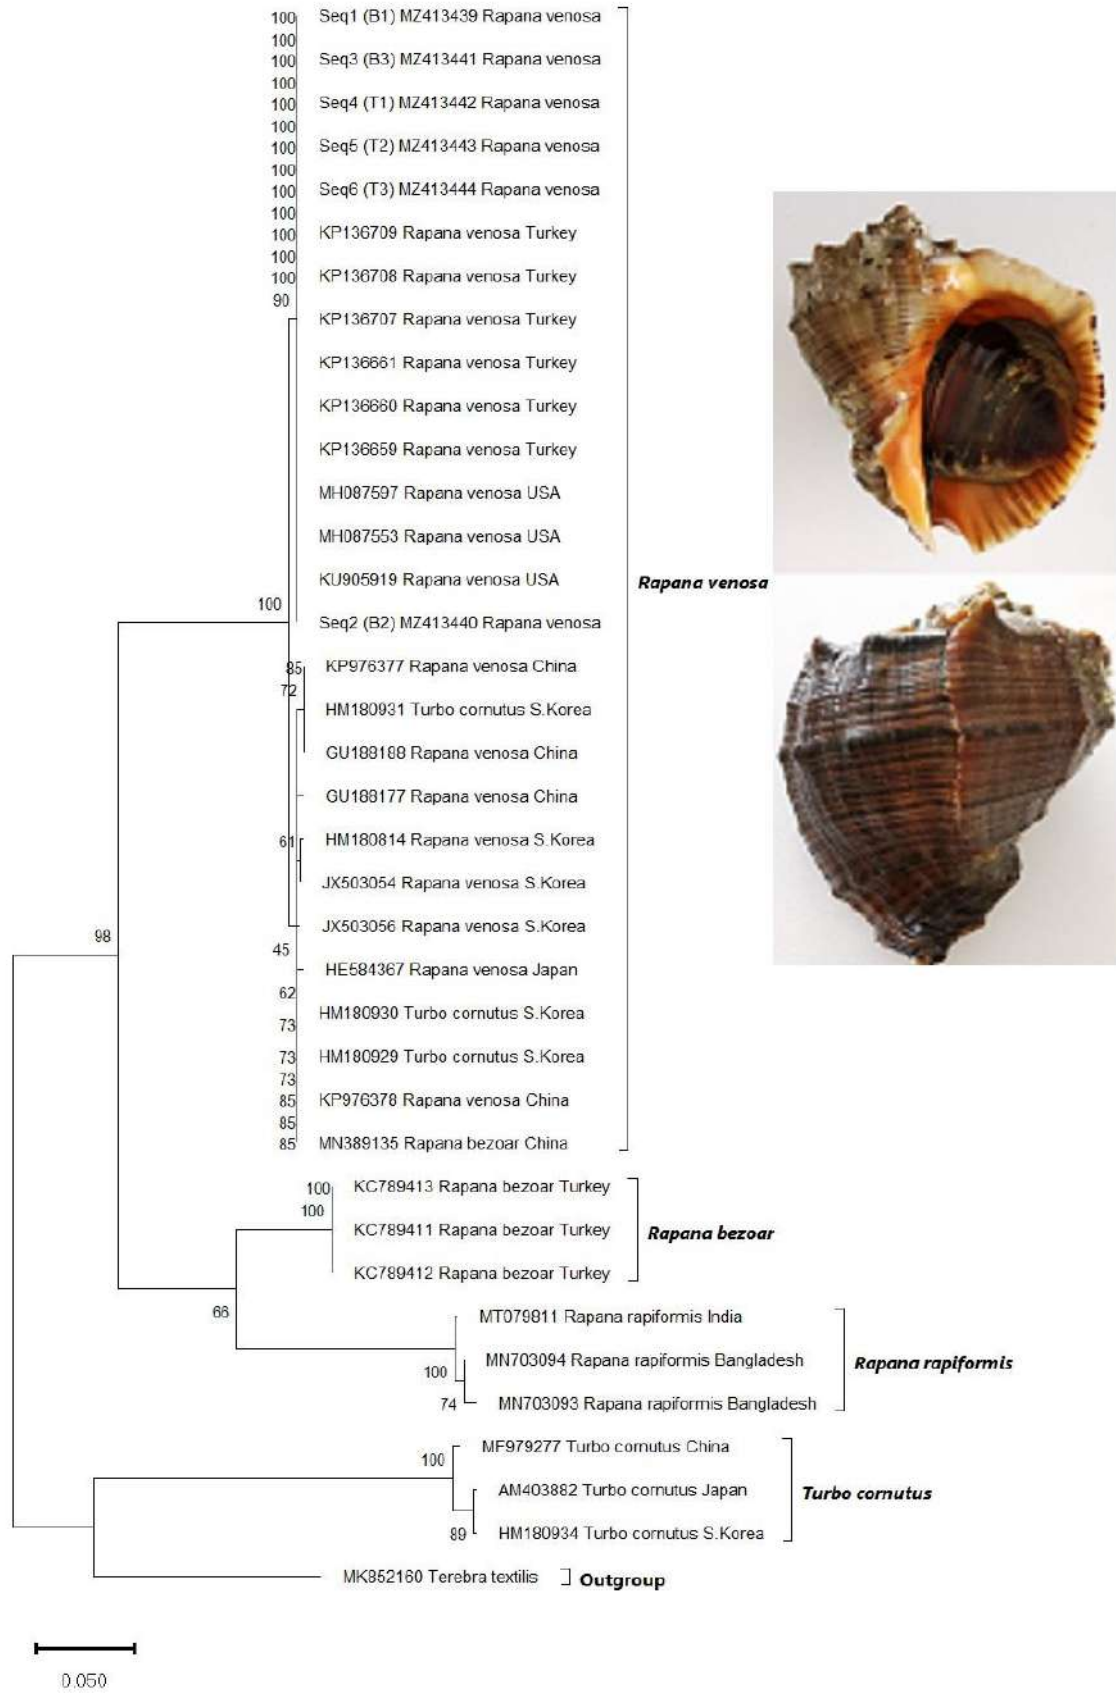 100 Seq1 (B1) MZ413439 Rapana venosa
100
100 Seq3 (B3) MZ413441 Rapana venosa
100
100 Seq4 (T1) MZ413442 Rapana venosa
100
100 Seq5 (T2) MZ413443 Rapana venosa
100
100 Seq6 (T3) MZ413444 Rapana venosa
100
100 KP136709 Rapana venosa Turkey
100
100 KP136708 Rapana venosa Turkey
90
KP136707 Rapana venosa Turkey
KP136661 Rapana venosa Turkey
KP136660 Rapana venosa Turkey
KP136659 Rapana venosa Turkey
MH087597 Rapana venosa USA
MH087553 Rapana venosa USA
KU905919 Rapana venosa USA
Rapana venosa
100
Seq2 (B2) MZ413440 Rapana venosa
85 KP976377 Rapana venosa China
72
HM180931 Turbo cornutus S.Korea
GU188188 Rapana venosa China
GU188177 Rapana venosa China
61 HM180814 Rapana venosa S.Korea
JX503054 Rapana venosa S.Korea
JX503056 Rapana venosa S.Korea
98
45
HE584367 Rapana venosa Japan
62
HM180930 Turbo cornutus S.Korea
73
73 HM180929 Turbo cornutus S.Korea
73
85 KP976378 Rapana venosa China
85
85 MN389135 Rapana bezoar China
100 KC789413 Rapana bezoar Turkey
100
KC789411 Rapana bezoar Turkey
Rapana bezoar
KC789412 Rapana bezoar Turkey
66
MT079811 Rapana rapiformis India
MN703094 Rapana rapiformis Bangladesh
Rapana rapiformis
100
74 MN703093 Rapana rapiformis Bangladesh
MF979277 Turbo cornutus China
100
AM403882 Turbo cornutus Japan
Turbo cornutus
89 HM180934 Turbo cornutus S.Korea
MK852160 Terebra textilis
Outgroup
0.050